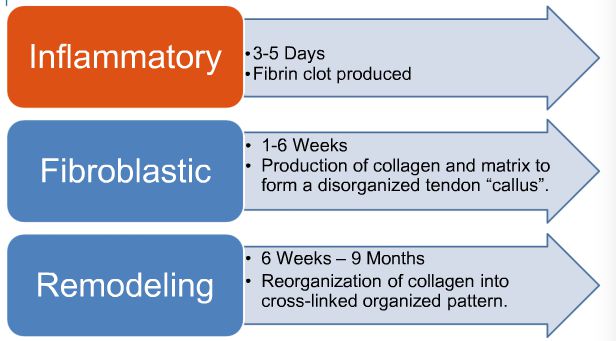 Inflammatory
•3-5 Days
•Fibrin clot produced
Fibroblastic
• 1-6 Weeks
• Production of collagen and matrix to
form a disorganized tendon “callus”.
Remodeling
• 6 Weeks – 9 Months
• Reorganization of collagen into
cross-linked organized pattern.